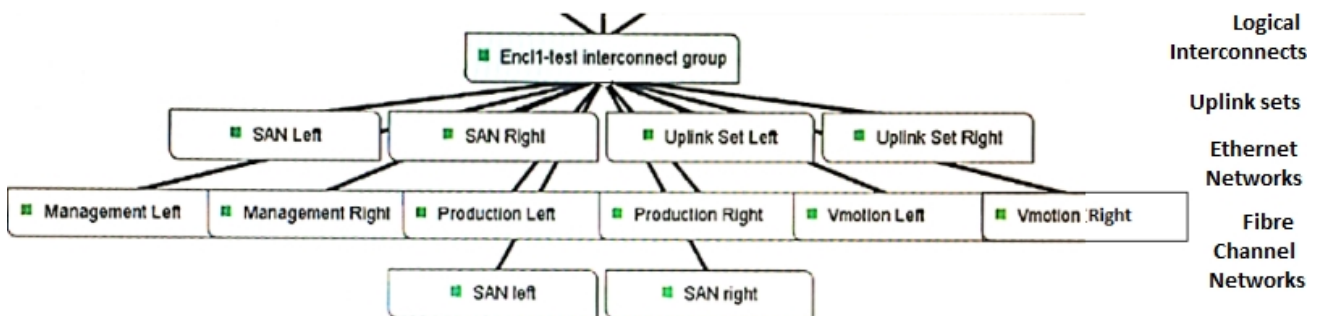 Logical
Interconnects
Encl1-test interconnect group
Uplink sets
SAN Left
SAN Right
Uplink Set Left
Uplink Set Right
Ethernet
Networks
Management Left
Management Right
Production Left
Production Right
Vmotion Left
Vmotion Right
Fibre
Channel
Networks
SAN left
SAN right